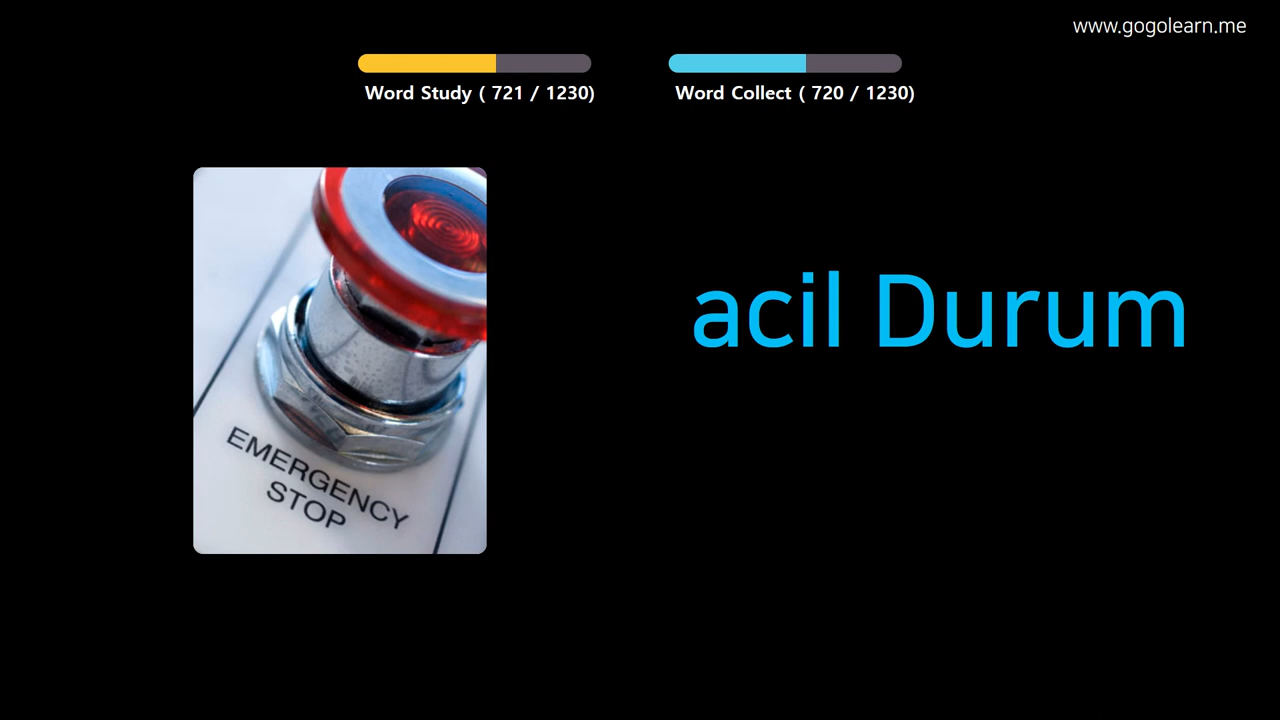 www.gogolearn.me
Word Study ( 721 / 1230)
Word Collect ( 720 / 1230)
acil Durum
EMERGENCY
STOP